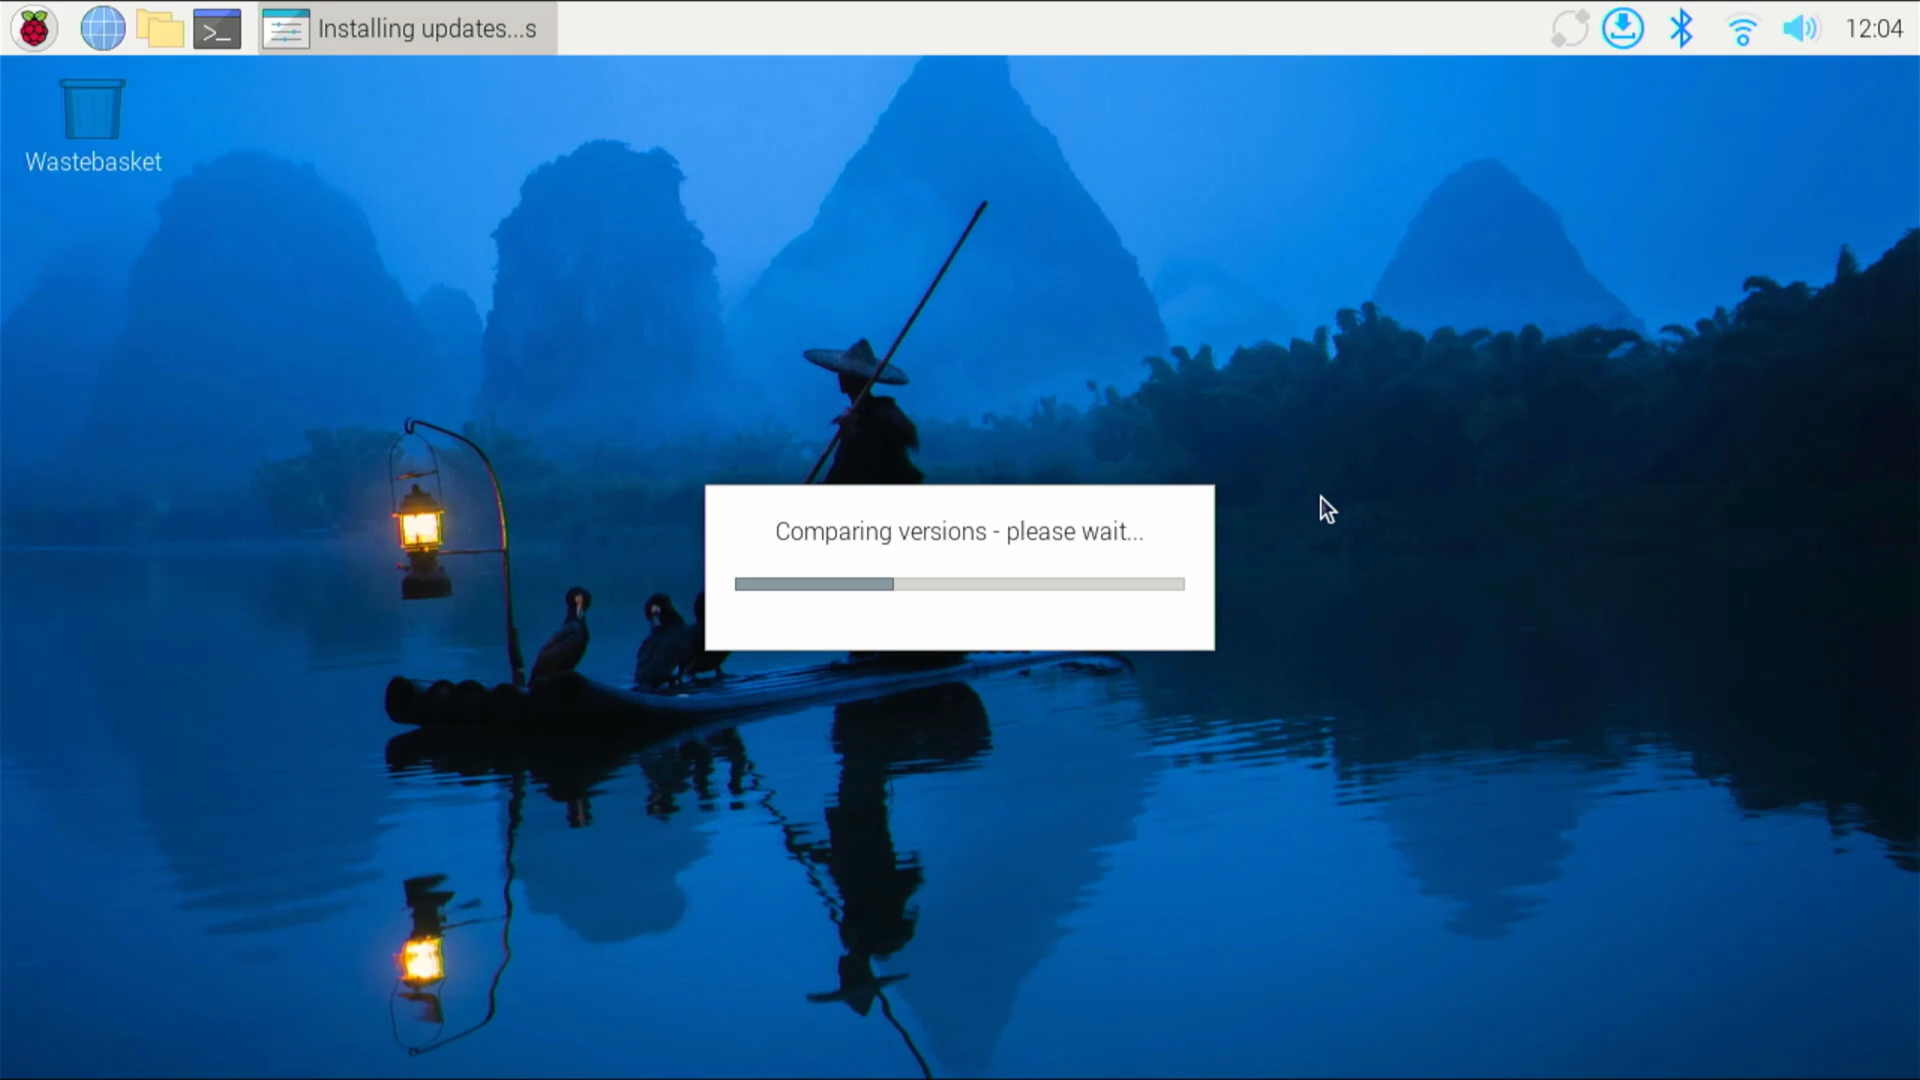 Installing updates...s
12:04
Wastebasket
Comparing versions - please wait...